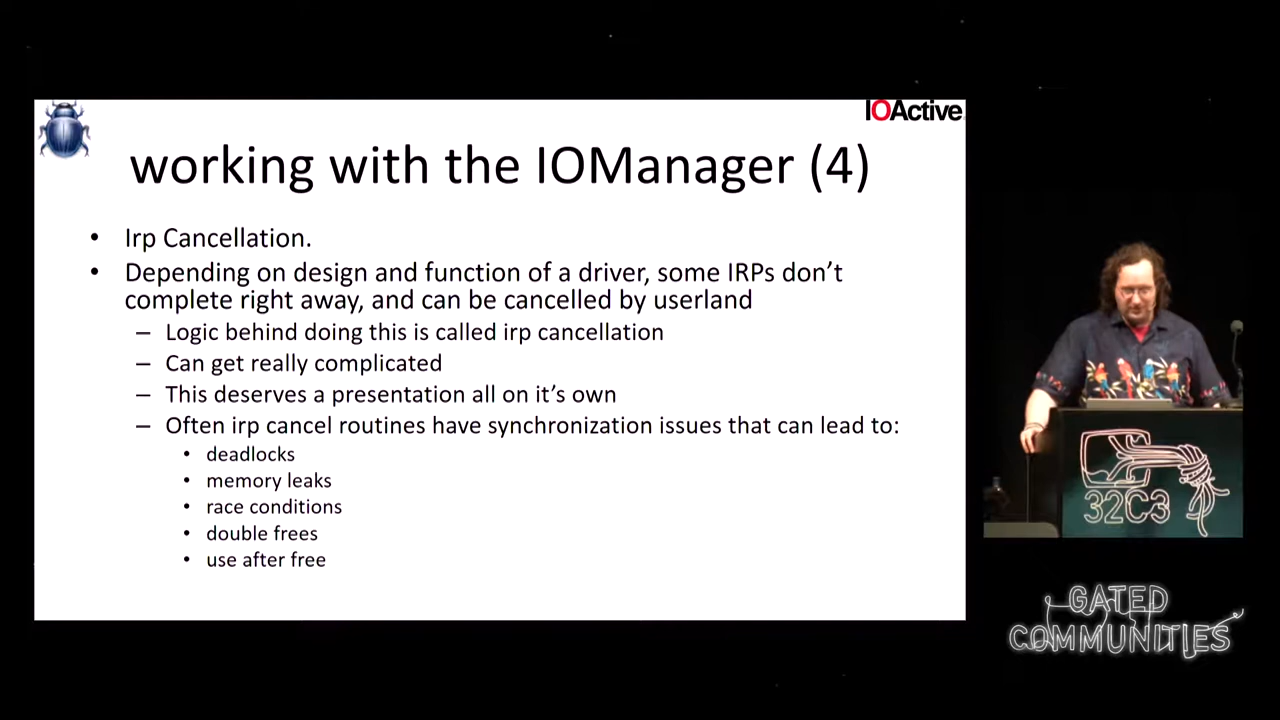 IOActive
working with the IOManager (4)
• Irp Cancellation.
• Depending on design and function of a driver, some IRPs don’t
complete right away, and can be cancelled by userland
– Logic behind doing this is called irp cancellation
– Can get really complicated
– This deserves a presentation all on it’s own
– Often irp cancel routines have synchronization issues that can lead to:
• deadlocks
• memory leaks
• race conditions
• double frees
• use after free
32C3
GATED
COMMUNITIES